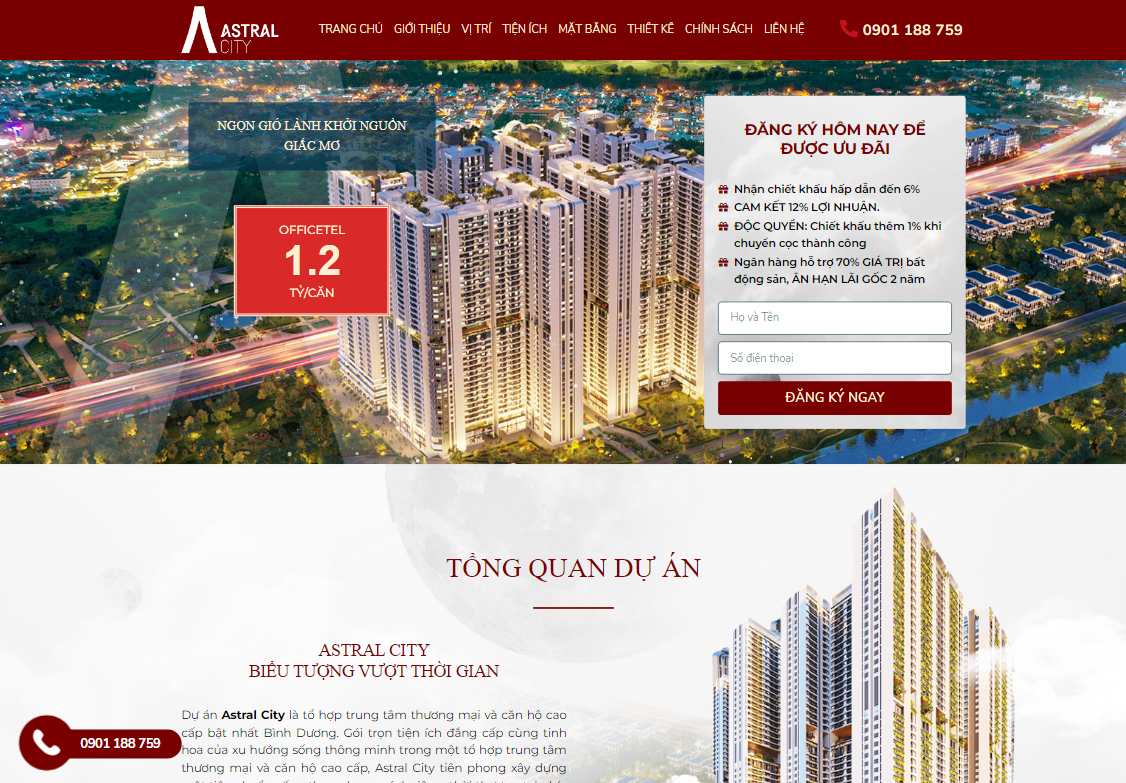 ASTRAL
CITY
TRANG CHỦ GIỚI THIỆU VỊ TRÍ TIỆN ÍCH MẶT BẰNG THIẾT KẾ CHÍNH SÁCH LIÊN HỆ
0901 188 759
NGỌN GIÓ LÀNH KHỞI NGUỒN
GIẤC MƠ
OFFICETEL
1.2
TỶ/CĂN
ĐĂNG KÝ HÔM NAY ĐỂ
ĐƯỢC ƯU ĐÃI
Nhận chiết khấu hấp dẫn đến 6%
CAM KẾT 12% LỢI NHUẬN.
ĐỘC QUYỀN: Chiết khấu thêm 1% khi
chuyển cọc thành công
Ngân hàng hỗ trợ 70% GIÁ TRỊ bất
động sản, ÂN HẠN LÃI GỐC 2 năm
Họ và Tên
Số điện thoại
ĐĂNG KÝ NGAY
TỔNG QUAN DỰ ÁN
ASTRAL CITY
BIỂU TƯỢNG VƯỢT THỜI GIAN
Dự án Astral City là tổ hợp trung tâm thương mại và căn hộ cao
cấp bật nhất Bình Dương. Gói trọn tiện ích đẳng cấp cùng tinh
hoa của xu hướng sống thông minh trong một tổ hợp trung tâm
thương mại và căn hộ cao cấp, Astral City tiên phong xây dựng
0901 188 759